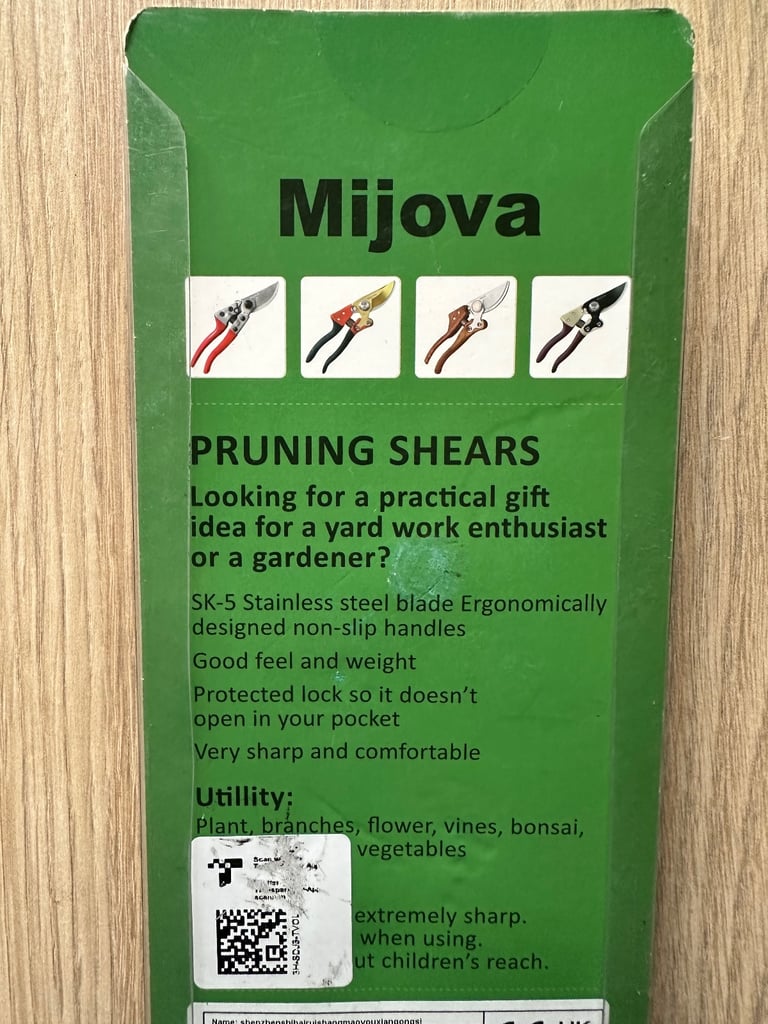 Mijova
PRUNING SHEARS
Looking for a practical gift
idea for a yard work enthusiast
or a gardener?
SK-5 Stainless steel blade Ergonomically
designed non-slip handles
Good feel and weight
Protected lock so it doesn't
open in your pocket
Very sharp and comfortable
Utillity:
Plant, branches, flower, vines, bonsai,
vegetables
extremely sharp.
when using.
children's reach.
Name: shenzhenshihairuishangmaoyouxiangongsi